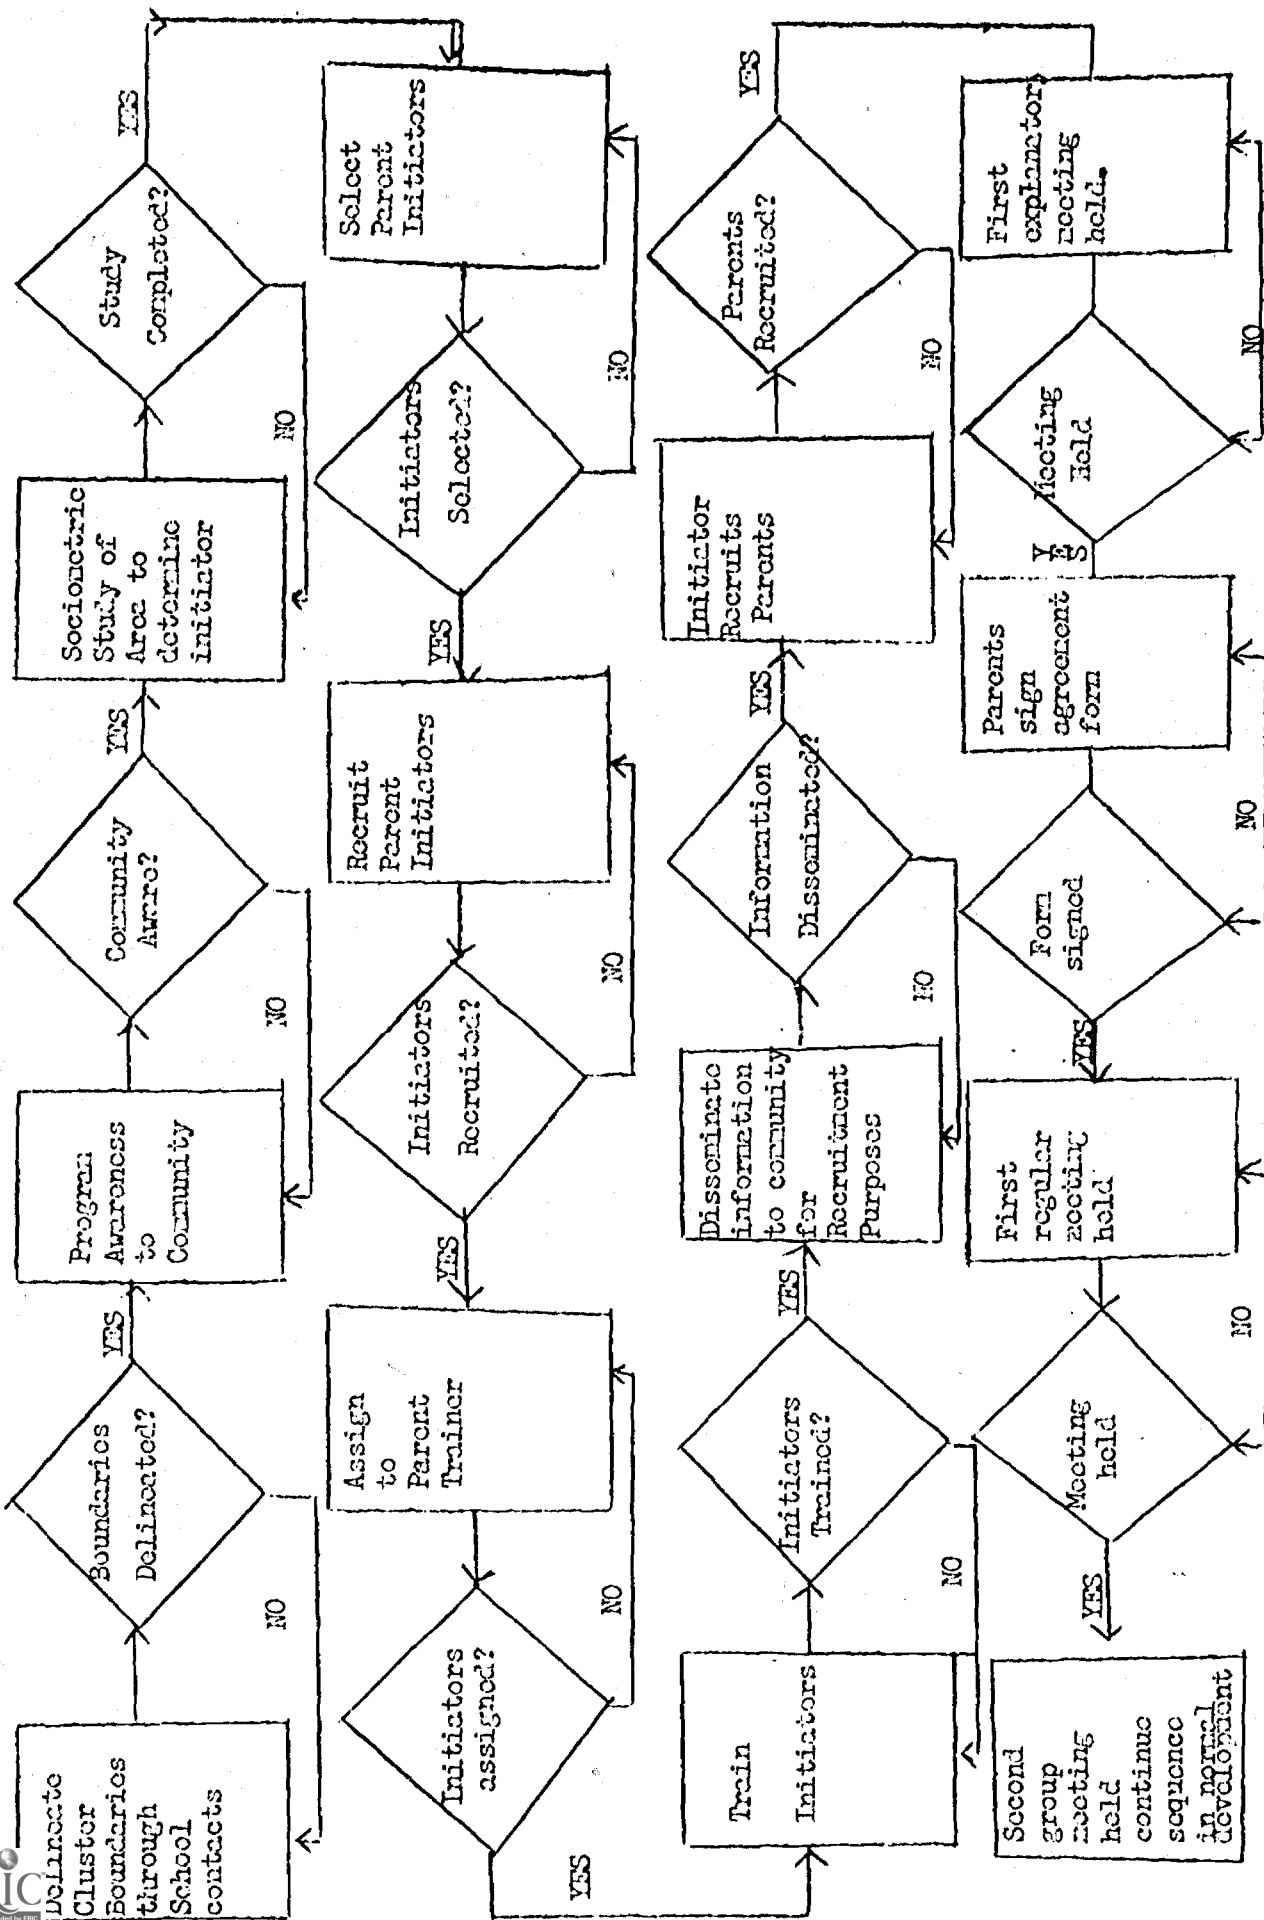 Delineate
Cluster
Boundaries
through
School
contacts
NO
Boundaries
Delineated?
YES
Program
Awareness
to
Community
NO
Community
Aware?
YES
Sociometric
Study of
Area to
determine
initiator
NO
Study
Completed?
YES
Select
Parent
Initiators
NO
Initiators
Selected?
YES
Recruit
Parent
Initiators
NO
Initiators
Recruited?
YES
Assign
to
Parent
Trainer
NO
Initiators
assigned?
YES
Train
Initiators
NO
Initiators
Trained?
YES
Disseminate
information
to community
for
Recruitment
Purposes
NO
Information
Disseminated?
YES
Initiator
Recruits
Parents
NO
Parents
Recruited?
YES
First
explanatory
meeting
held.
NO
Meeting
Held
YES
Parents
sign
agreement
form
NO
Form
signed
YES
First
regular
meeting
held
NO
Meeting
held
YES
Second
group
meeting
held
continue
sequence
in normal
development